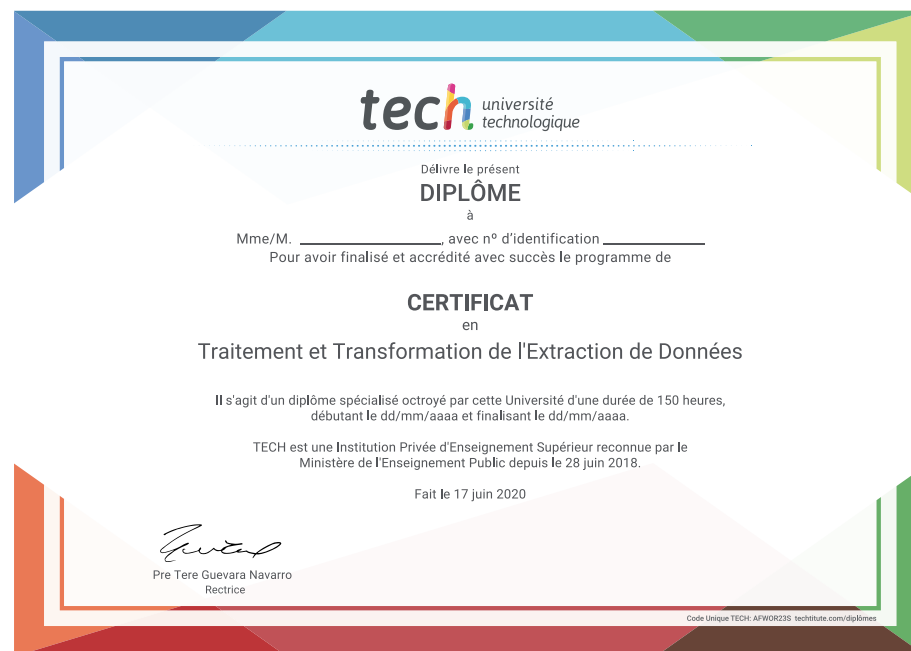 tech université
technologique
Délivre le présent
DIPLÔME
à
Mme/M. ____________________, avec nº d'identification ______________
Pour avoir finalisé et accrédité avec succès le programme de
CERTIFICAT
en
Traitement et Transformation de l'Extraction de Données
Il s'agit d'un diplôme spécialisé octroyé par cette Université d'une durée de 150 heures,
débutant le dd/mm/aaaa et finalisant le dd/mm/aaaa.
TECH est une Institution Privée d'Enseignement Supérieur reconnue par le
Ministère de l'Enseignement Public depuis le 28 juin 2018.
Fait le 17 juin 2020
Pre Tere Guevara Navarro
Rectrice
Code Unique TECH: AFWOR23S techtitute.com/diplômes